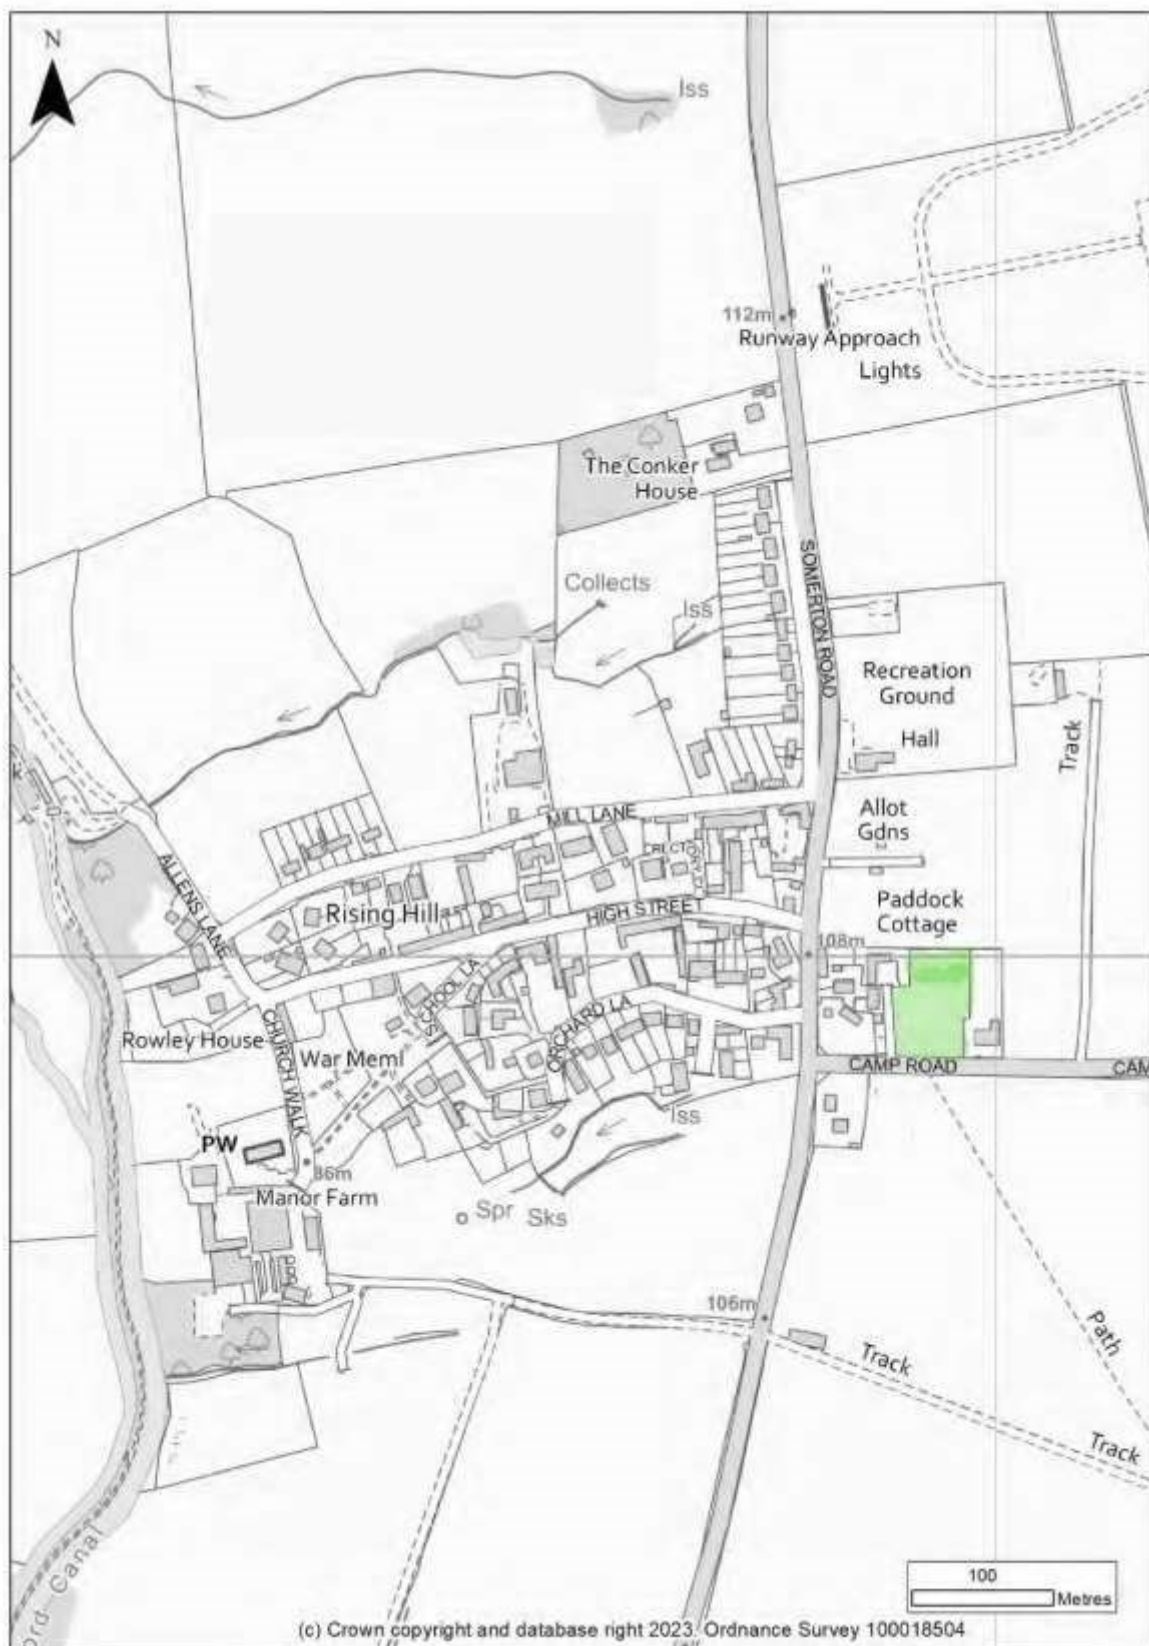 N
Iss
112m
Runway Approach
Lights
The Conker
House
SOMERTON ROAD
Collects
Iss
Recreation
Ground
Hall
Track
MILL LANE
Allot
Gdns
ALLENS LANE
Rising Hill
HIGH STREET
Paddock
Cottage
108m
SCHOOL LA
ORCHARD LA
Rowley House
CHURCH WALK
War Meml
CAMP ROAD
CAM
Iss
PW
86m
Manor Farm
Spr
Sks
106m
Track
Path
Track
ord Canal
100
Metres
(c) Crown copyright and database right 2023. Ordnance Survey 100018504